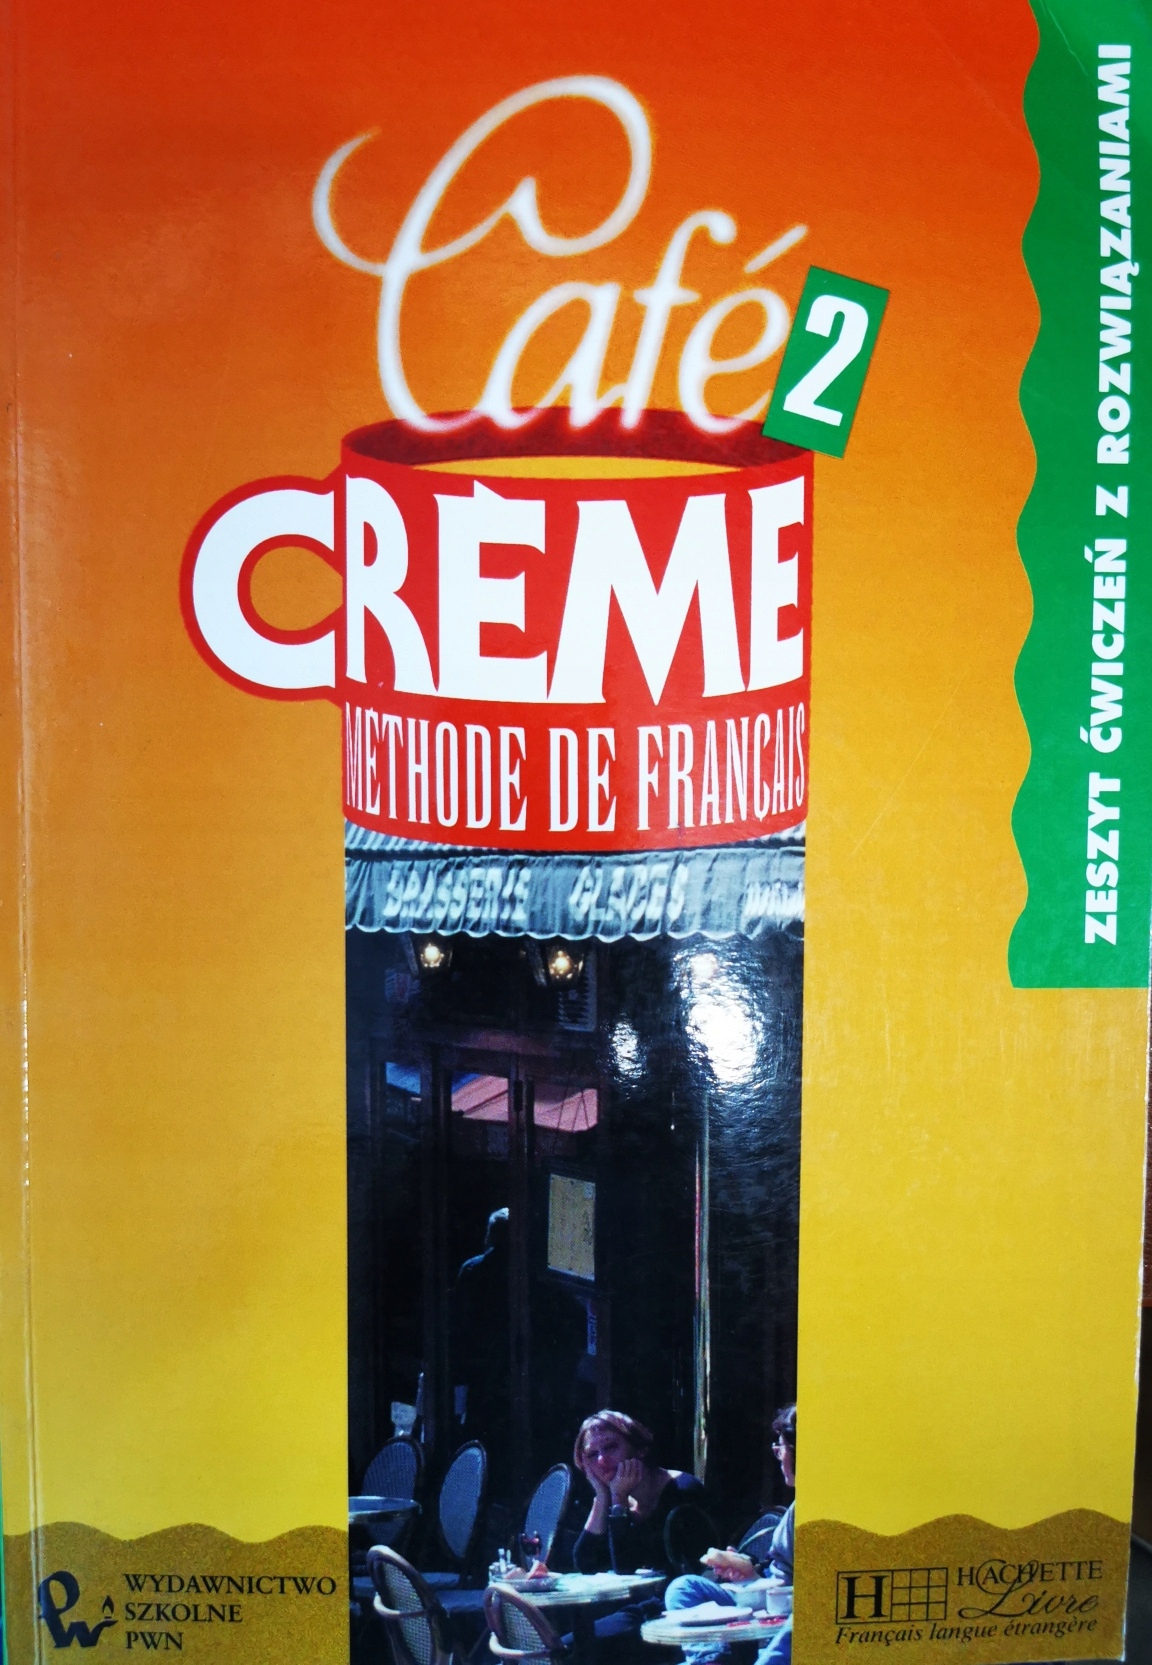 Café
2
CRÈME
MÉTHODE DE FRANÇAIS
ZESZYT ĆWICZEŃ Z ROZWIĄZANIAMI
BRASSERIE GLACES
WYDAWNICTWO
SZKOLNE
PWN
H HACHETTE
Livre
Français langue étrangère